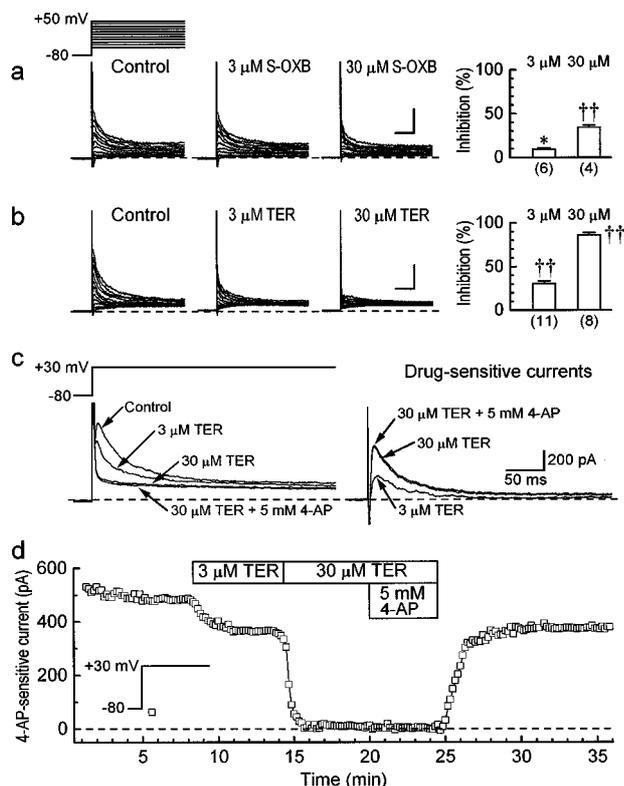 +50 mV
-80
a
Control
3 µM S-OXB
30 µM S-OXB
Inhibition (%)
100
50
0
3 µM 30 µM
*
††
(6)
(4)
b
Control
3 µM TER
30 µM TER
Inhibition (%)
100
50
0
3 µM 30 µM
††
††
(11)
(8)
c
+30 mV
-80
Control
3 µM TER
30 µM TER
30 µM TER + 5 mM 4-AP
Drug-sensitive currents
30 µM TER + 5 mM 4-AP
30 µM TER
3 µM TER
200 pA
50 ms
d
4-AP-sensitive current (pA)
600
400
200
0
3 µM TER
30 µM TER
5 mM
4-AP
+30 mV
-80
5 10 15 20 25 30 35
Time (min)